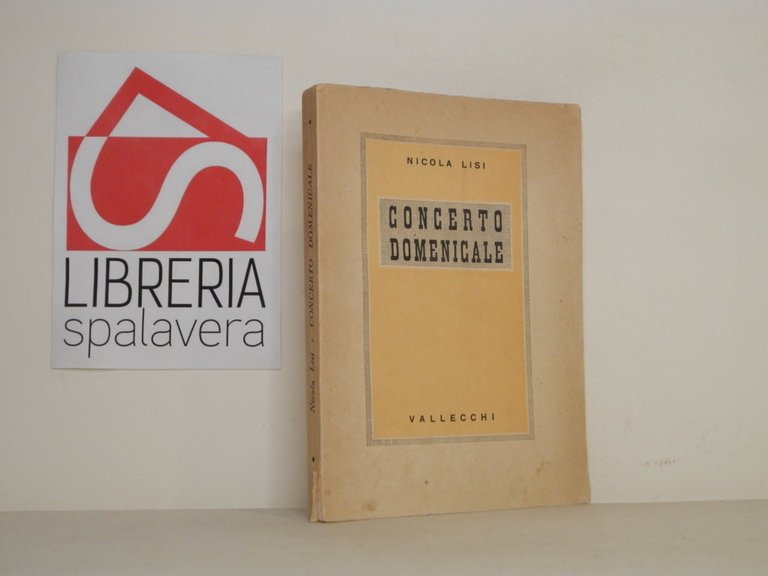 LIBRERIA
spalavera
Nicola Lisi - CONCERTO DOMENICALE
NICOLA LISI
CONCERTO
DOMENICALE
VALLECCHI